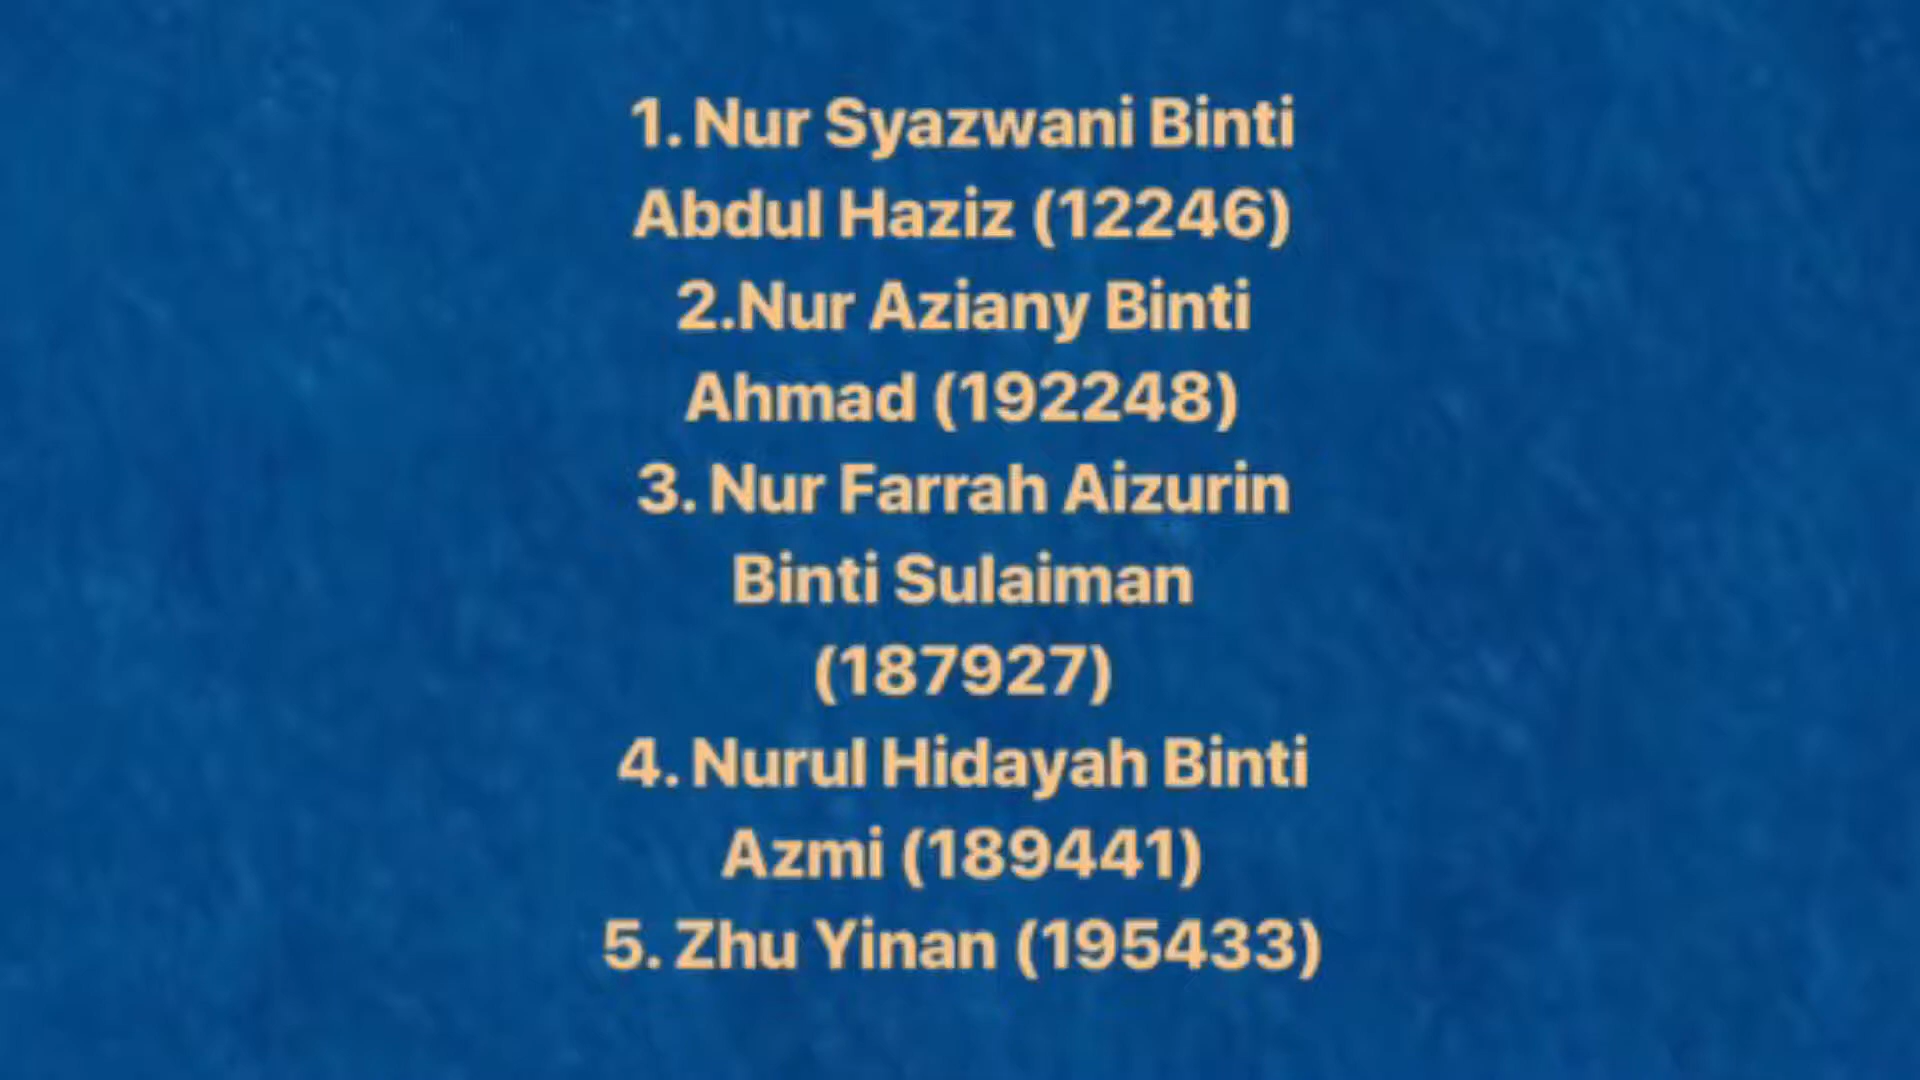 1. Nur Syazwani Binti
Abdul Haziz (12246)
2.Nur Aziany Binti
Ahmad (192248)
3. Nur Farrah Aizurin
Binti Sulaiman
(187927)
4. Nurul Hidayah Binti
Azmi (189441)
5. Zhu Yinan (195433)